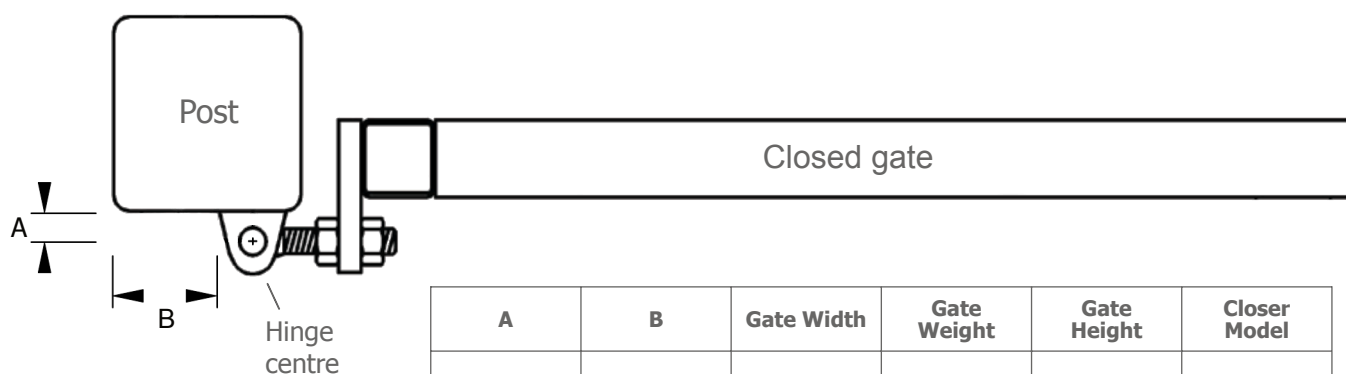 Post
Closed gate
A
B
Hinge
centre
A B Gate Width Gate Weight Gate Height Closer Model